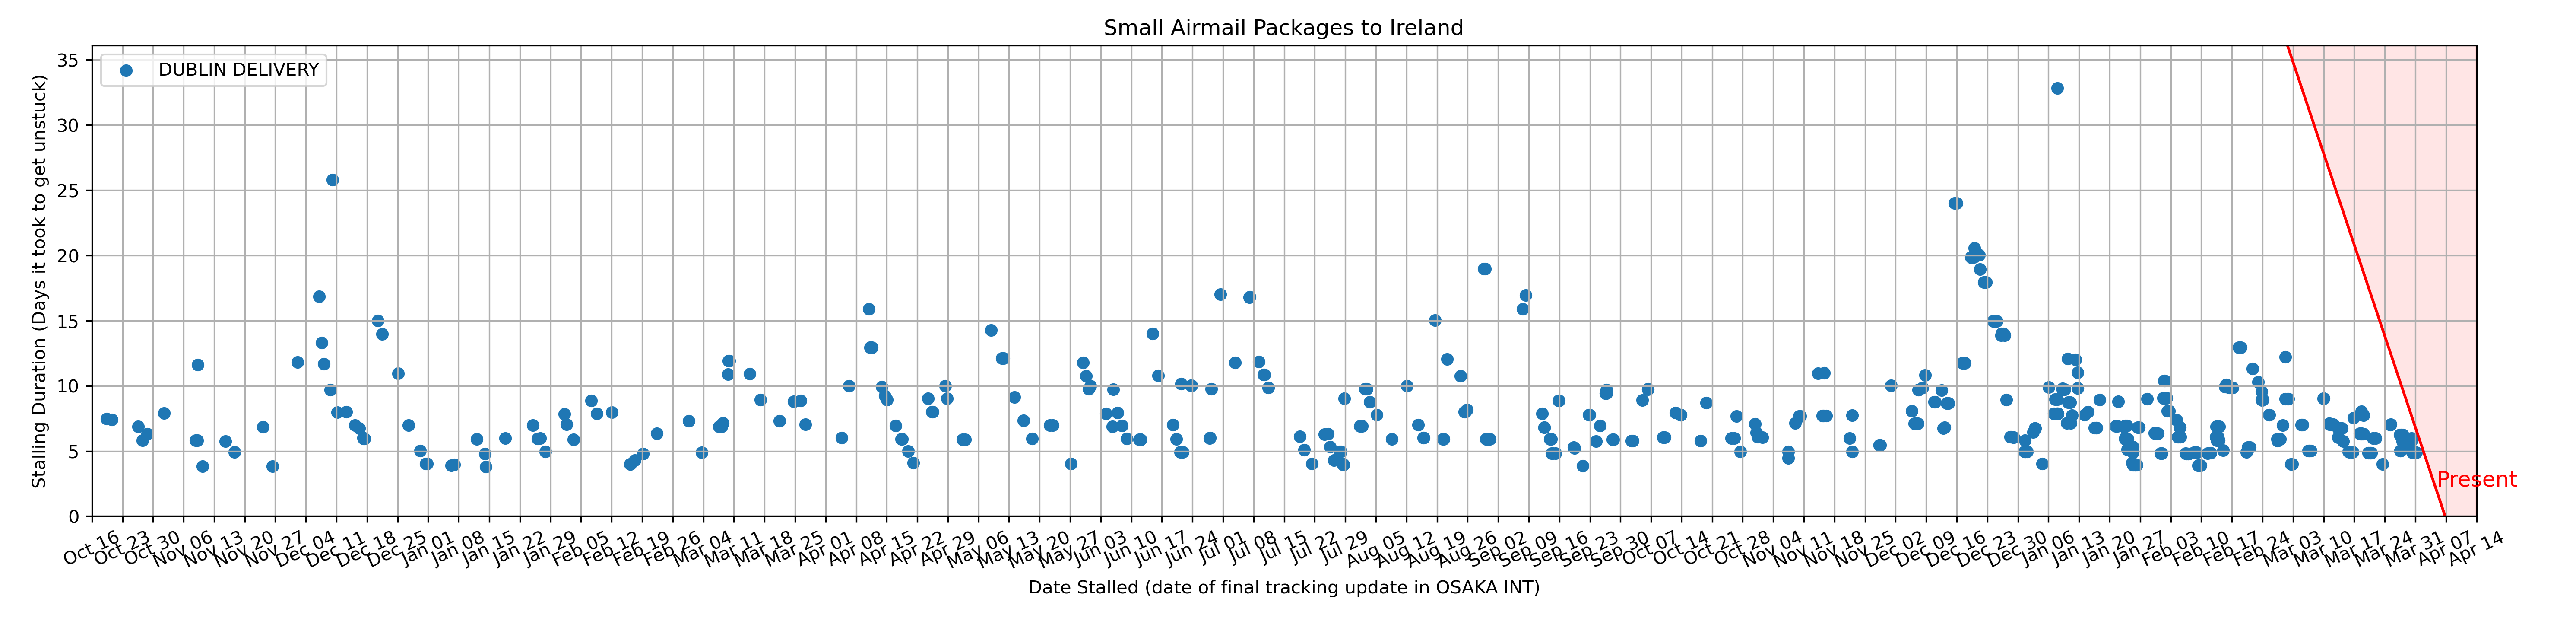 Small Airmail Packages to Ireland
DUBLIN DELIVERY
Stalling Duration (Days it took to get unstuck)
35
30
25
20
15
10
5
0
Present
Oct 16
Oct 23
Oct 30
Nov 06
Nov 13
Nov 20
Nov 27
Dec 04
Dec 11
Dec 18
Dec 25
Jan 01
Jan 08
Jan 15
Jan 22
Jan 29
Feb 05
Feb 12
Feb 19
Feb 26
Mar 04
Mar 11
Mar 18
Mar 25
Apr 01
Apr 08
Apr 15
Apr 22
Apr 29
May 06
May 13
May 20
May 27
Jun 03
Jun 10
Jun 17
Jun 24
Jul 01
Jul 08
Jul 15
Jul 22
Jul 29
Aug 05
Aug 12
Aug 19
Aug 26
Sep 02
Sep 09
Sep 16
Sep 23
Sep 30
Oct 07
Oct 14
Oct 21
Oct 28
Nov 04
Nov 11
Nov 18
Nov 25
Dec 02
Dec 09
Dec 16
Dec 23
Dec 30
Jan 06
Jan 13
Jan 20
Jan 27
Feb 03
Feb 10
Feb 17
Feb 24
Mar 03
Mar 10
Mar 17
Mar 24
Mar 31
Apr 07
Apr 14
Date Stalled (date of final tracking update in OSAKA INT)